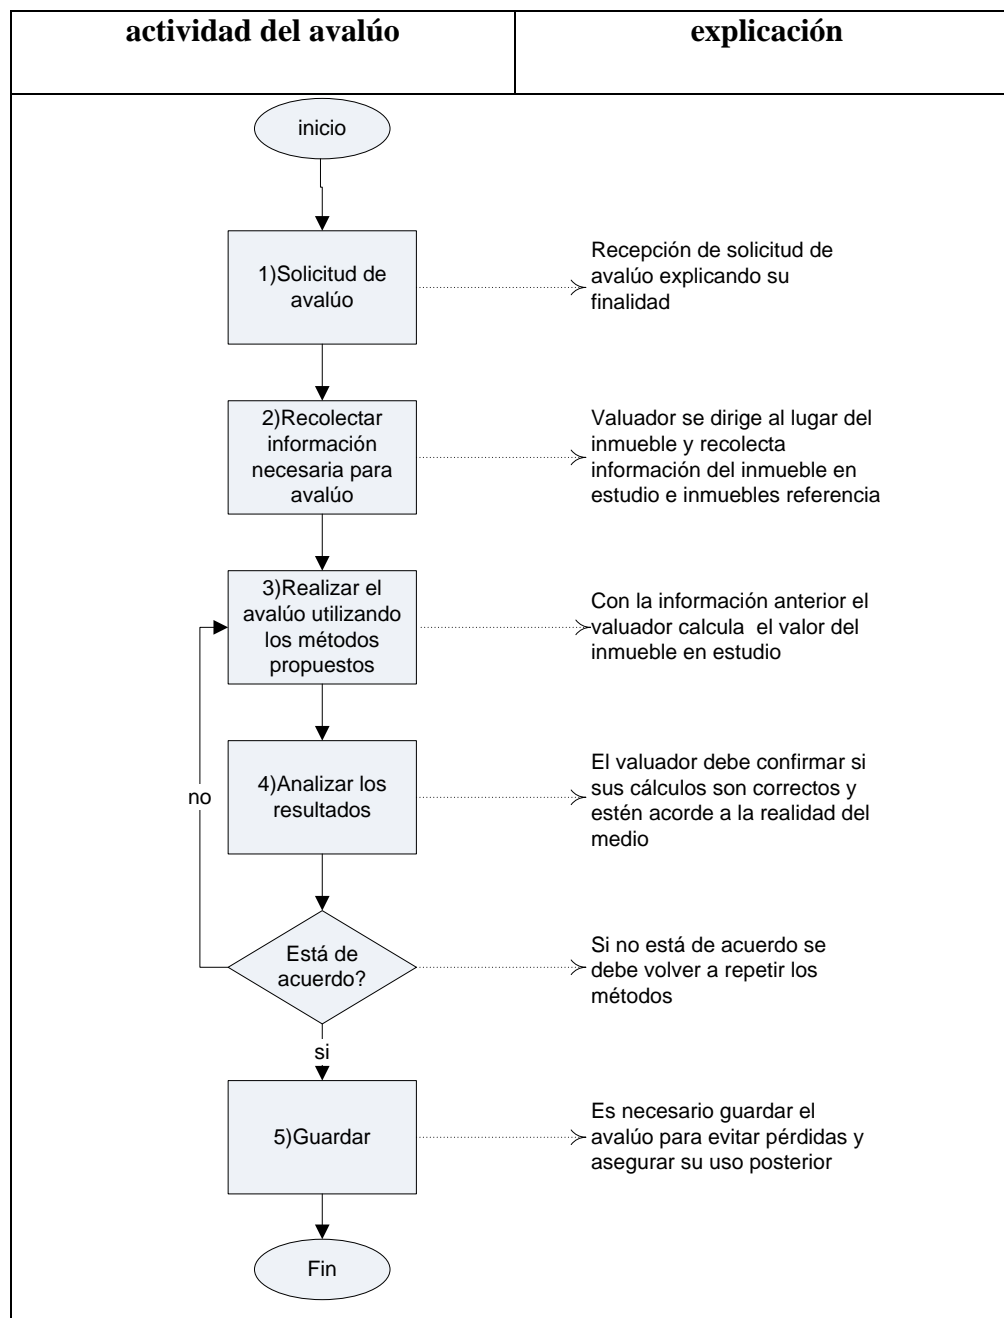 actividad del avalúo
explicación
inicio
1)Solicitud de
avalúo
Recepción de solicitud de
avalúo explicando su
finalidad
2)Recolectar
información
necesaria para
avalúo
Valuador se dirige al lugar del
inmueble y recolecta
información del inmueble en
estudio e inmuebles referencia
3)Realizar el
avalúo utilizando
los métodos
propuestos
Con la información anterior el
valuador calcula  el valor del
inmueble en estudio
4)Analizar los
resultados
El valuador debe confirmar si
sus cálculos son correctos y
estén acorde a la realidad del
medio
no
Está de
acuerdo?
Si no está de acuerdo se
debe volver a repetir los
métodos
si
5)Guardar
Es necesario guardar el
avalúo para evitar pérdidas y
asegurar su uso posterior
Fin